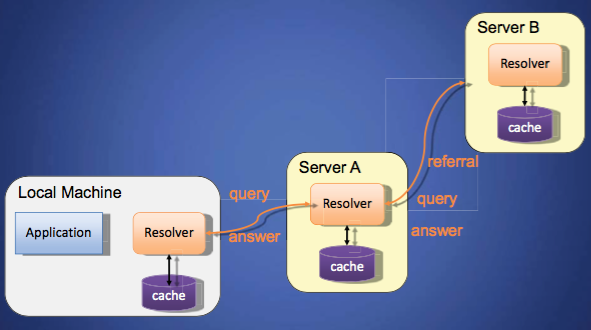 Server B
Resolver
cache
referral
query
answer
Server A
Resolver
cache
query
answer
Local Machine
Application
Resolver
cache